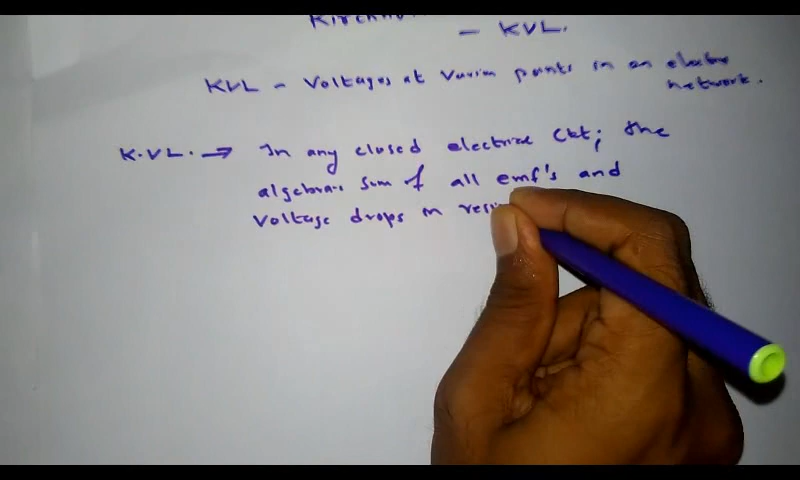 - KVL.
KVL - Voltages at Various points in an electric
network.
K.VL. → In any closed electrical Ckt; the
algebraic sum of all emf's and
Voltage drops in